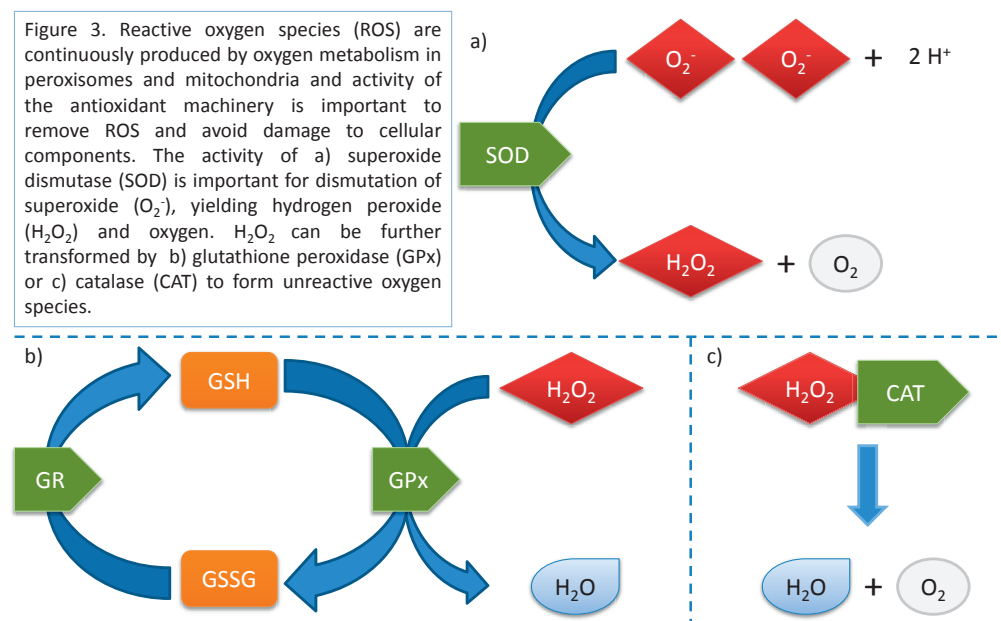 Figure 3. Reactive oxygen species (ROS) are
continuously produced by oxygen metabolism in
peroxisomes and mitochondria and activity of
the antioxidant machinery is important to
remove ROS and avoid damage to cellular
components. The activity of a) superoxide
dismutase (SOD) is important for dismutation of
superoxide (O₂⁻), yielding hydrogen peroxide
(H₂O₂) and oxygen. H₂O₂ can be further
transformed by b) glutathione peroxidase (GPx)
or c) catalase (CAT) to form unreactive oxygen
species.
a)
O₂⁻ O₂⁻ + 2 H⁺
SOD
H₂O₂ + O₂
b)
GSH
H₂O₂
GR
GPx
GSSG
H₂O
c)
H₂O₂ CAT
H₂O + O₂